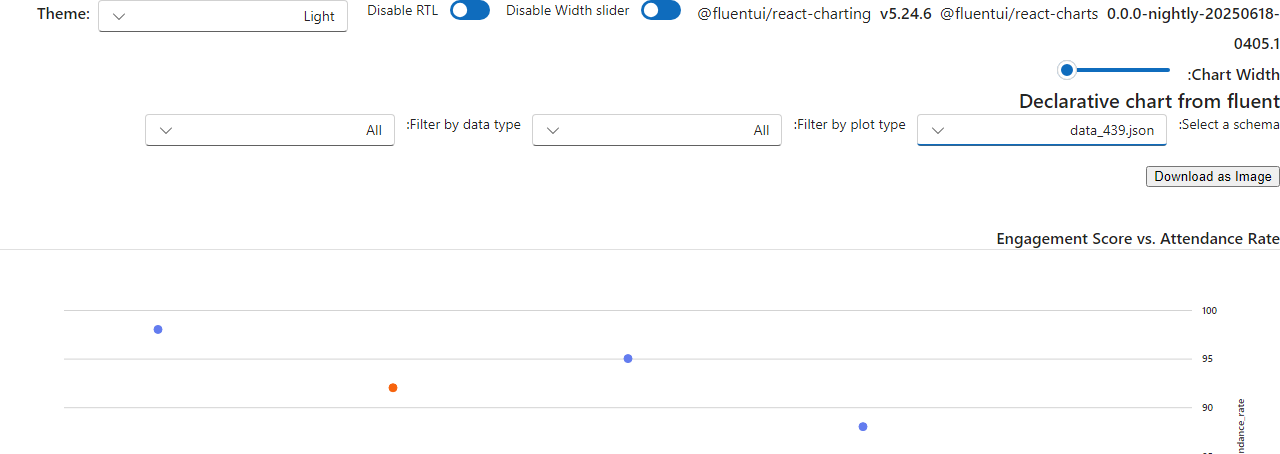 Theme: Light Disable RTL Disable Width slider @fluentui/react-charting v5.24.6 @fluentui/react-charts 0.0.0-nightly-20250618-
0405.1
:Chart Width
Declarative chart from fluent
:Select a schema data_439.json :Filter by plot type All :Filter by data type All
Download as Image
Engagement Score vs. Attendance Rate
100
95
90